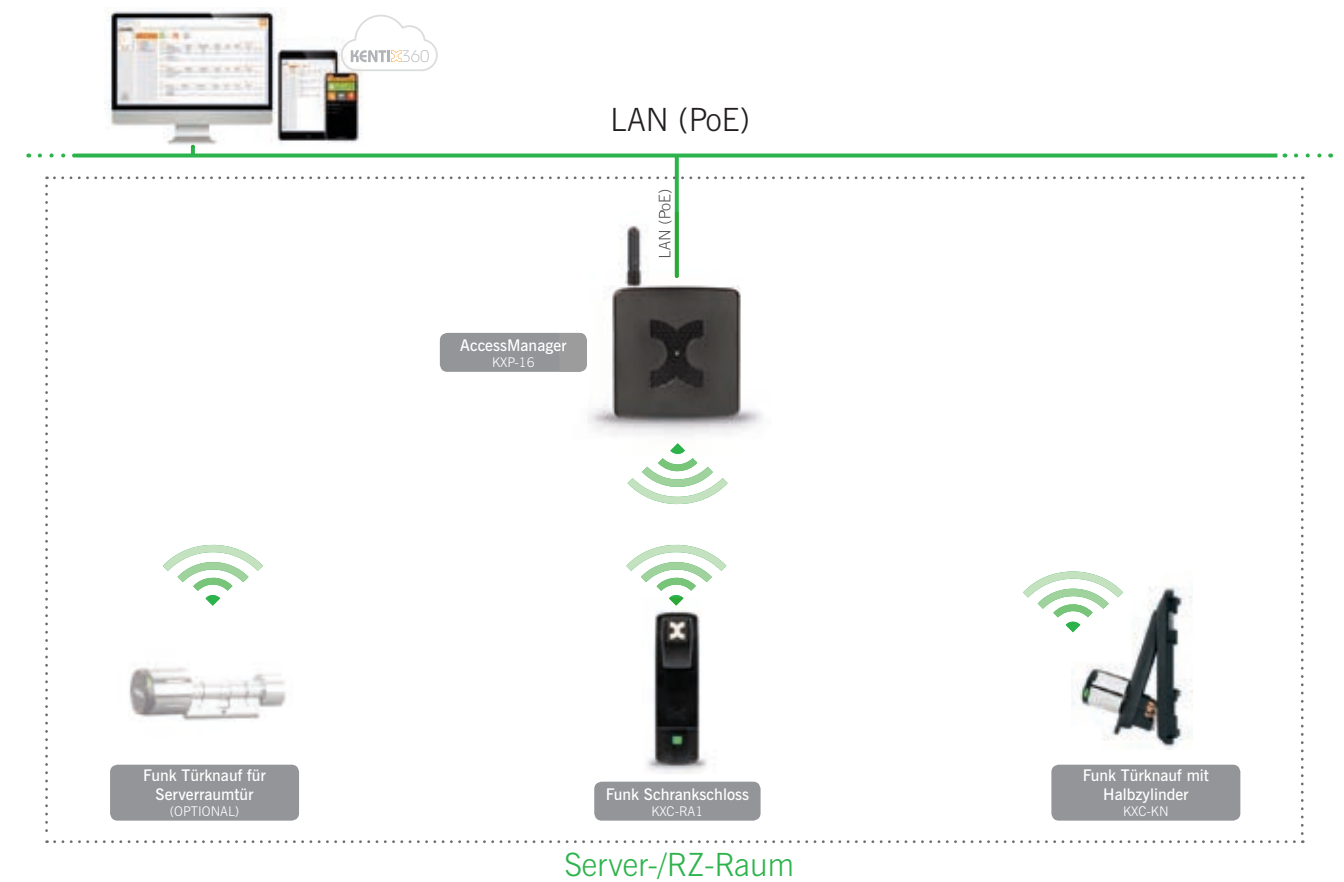 KENTIX360
LAN (PoE)
LAN (PoE)
AccessManager
KXP-16
Funk Türknauf für
Serverraumtür
(OPTIONAL)
Funk Schrankschloss
KXC-RA1
Funk Türknauf mit
Halbzylinder
KXC-KN
Server-/RZ-Raum